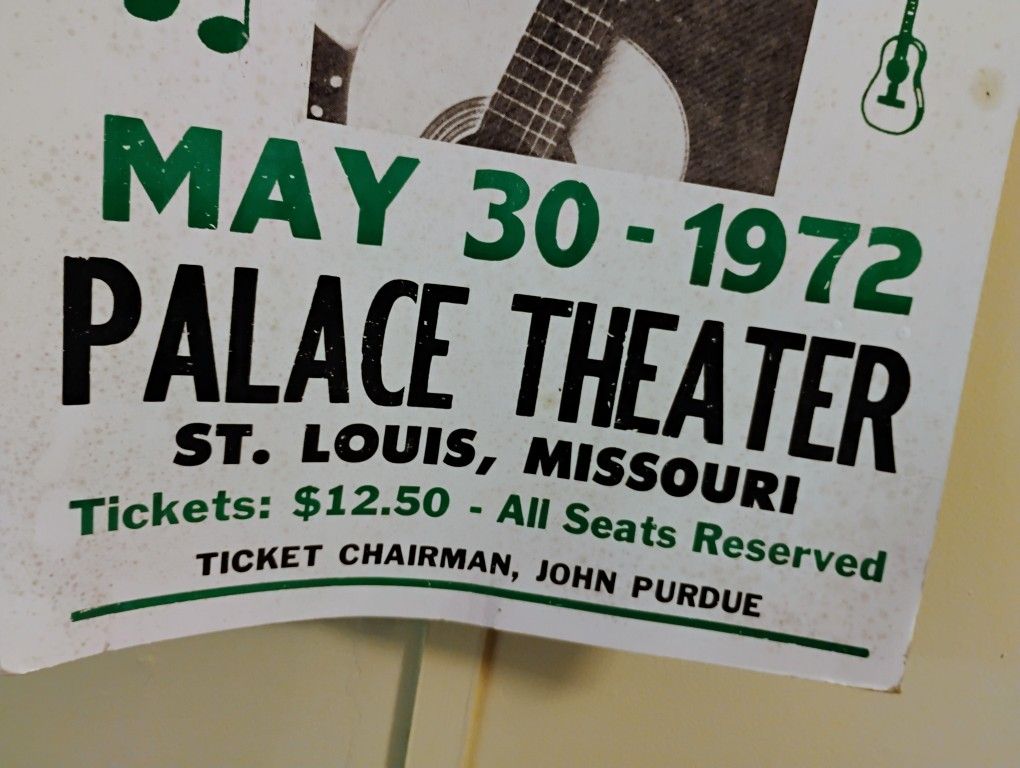 MAY 30 - 1972
PALACE THEATER
ST. LOUIS, MISSOURI
Tickets: $12.50 - All Seats Reserved
TICKET CHAIRMAN, JOHN PURDUE